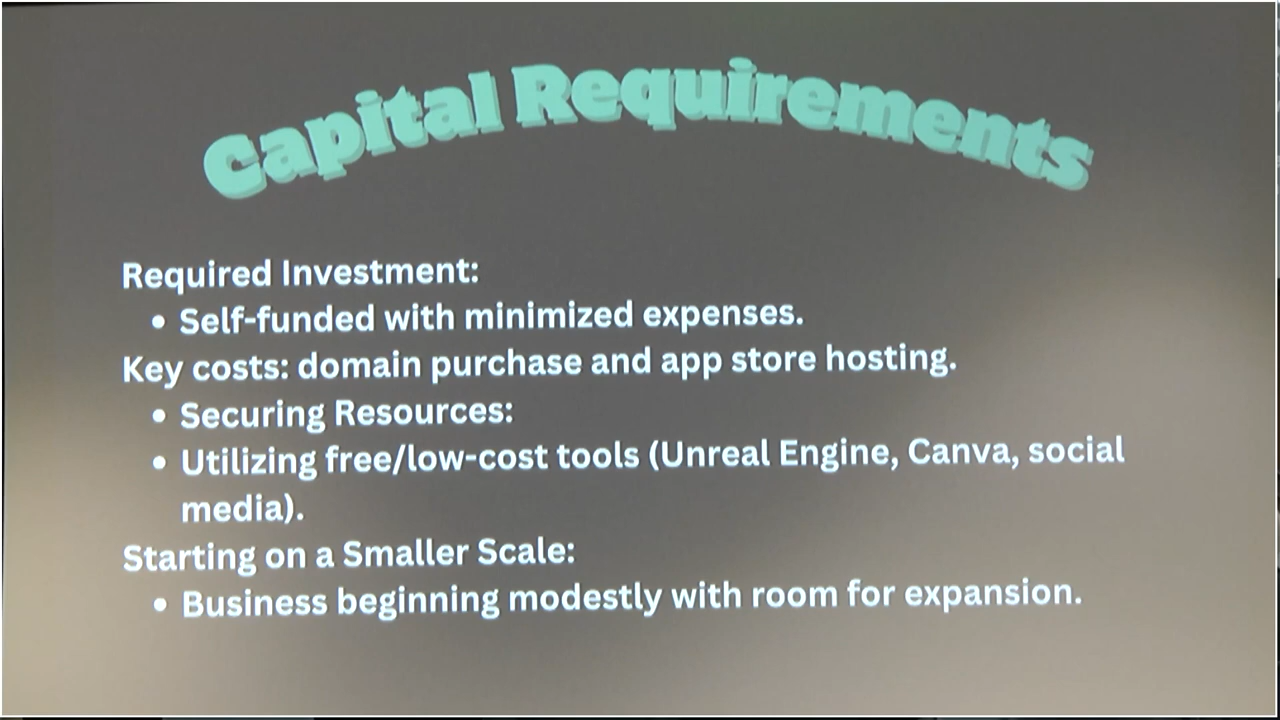 Capital Requirements
Required Investment:
• Self-funded with minimized expenses.
Key costs: domain purchase and app store hosting.
• Securing Resources:
• Utilizing free/low-cost tools (Unreal Engine, Canva, social
media).
Starting on a Smaller Scale:
• Business beginning modestly with room for expansion.